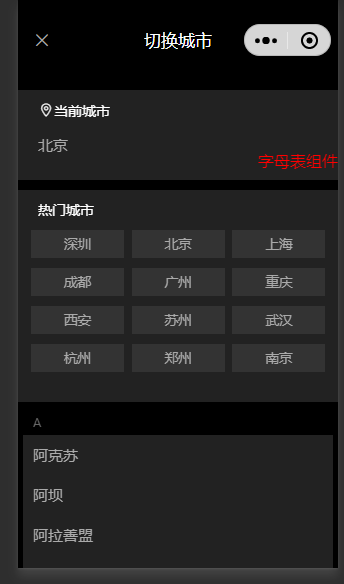 切换城市
当前城市
北京
字母表组件
热门城市
深圳 北京 上海
成都 广州 重庆
西安 苏州 武汉
杭州 郑州 南京
A
阿克苏
阿坝
阿拉善盟